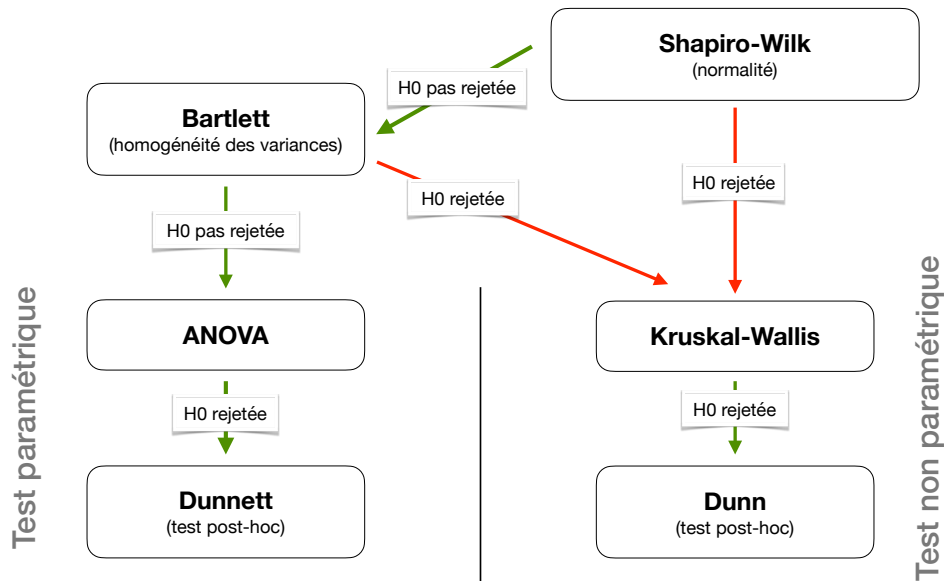 Shapiro-Wilk
(normalité)
H0 pas rejetée
Bartlett
(homogénéité des variances)
H0 rejetée
H0 rejetée
H0 pas rejetée
Test paramétrique
ANOVA
Kruskal-Wallis
Test non paramétrique
H0 rejetée
H0 rejetée
Dunnett
(test post-hoc)
Dunn
(test post-hoc)